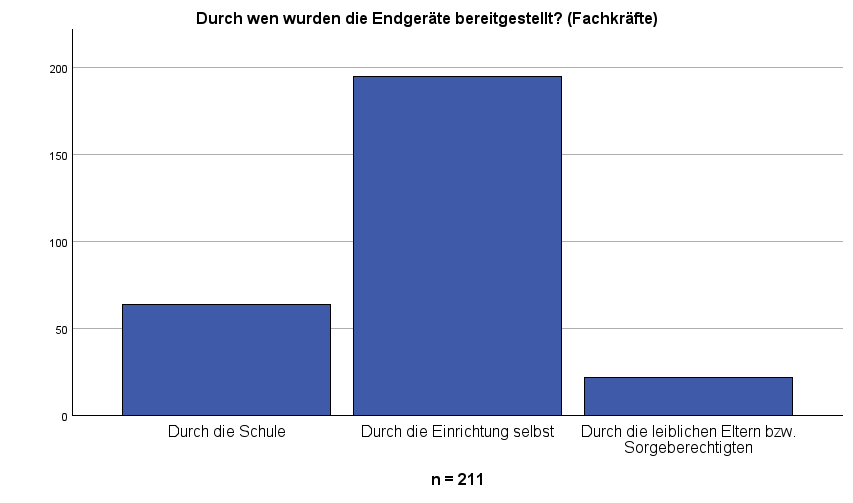 Durch wen wurden die Endgeräte bereitgestellt? (Fachkräfte)
200
150
100
50
0
Durch die Schule
Durch die Einrichtung selbst
Durch die leiblichen Eltern bzw.
Sorgeberechtigten
n = 211